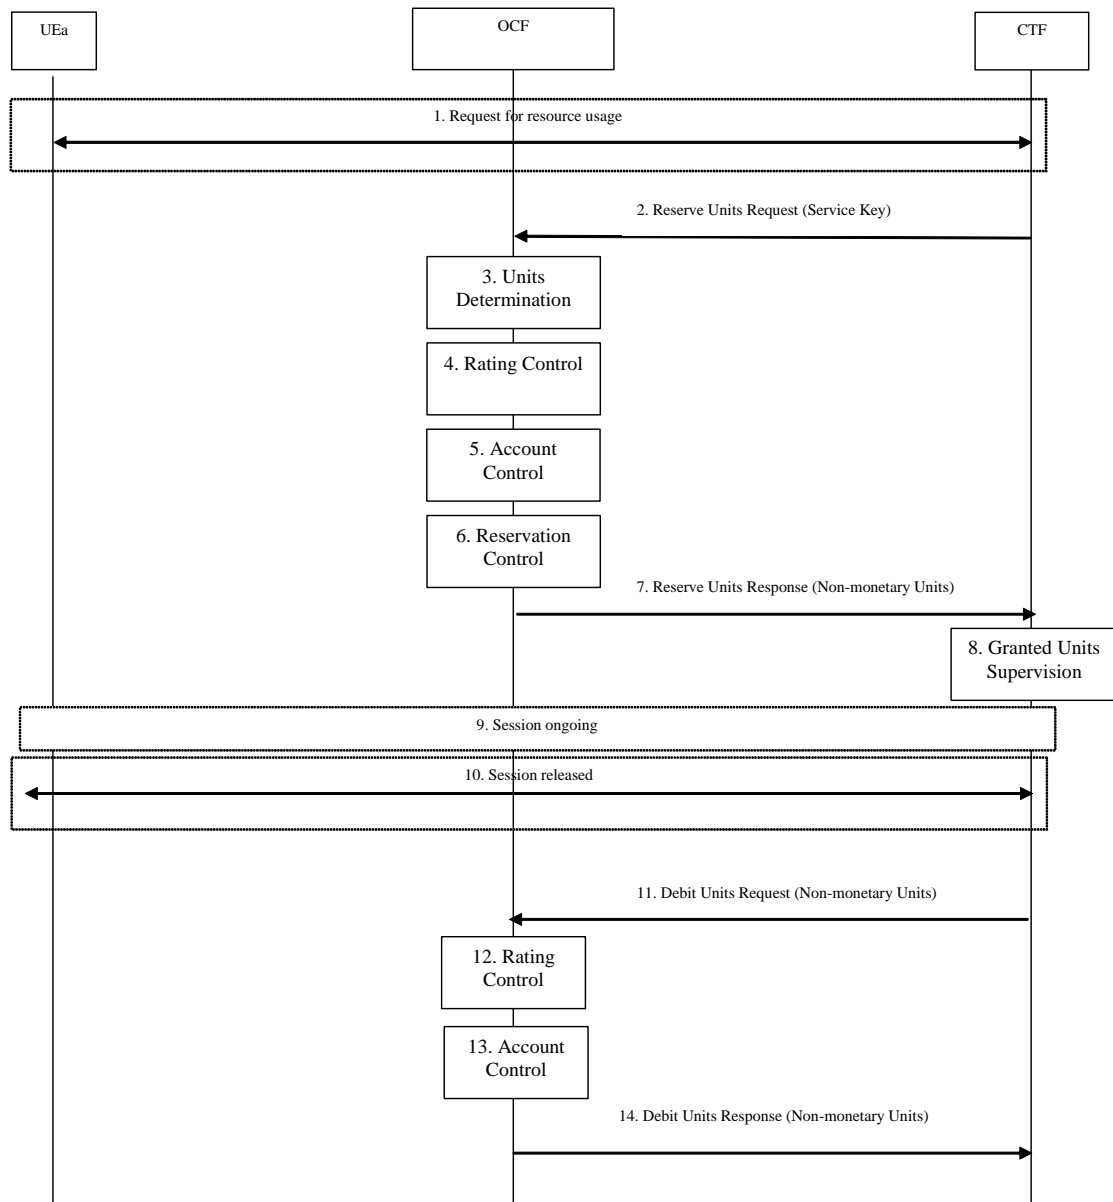 UEa
OCF
CTF
1. Request for resource usage
2. Reserve Units Request (Service Key)
3. Units
Determination
4. Rating Control
5. Account
Control
6. Reservation
Control
7. Reserve Units Response (Non-monetary Units)
8. Granted Units
Supervision
9. Session ongoing
10. Session released
11. Debit Units Request (Non-monetary Units)
12. Rating
Control
13. Account
Control
14. Debit Units Response (Non-monetary Units)